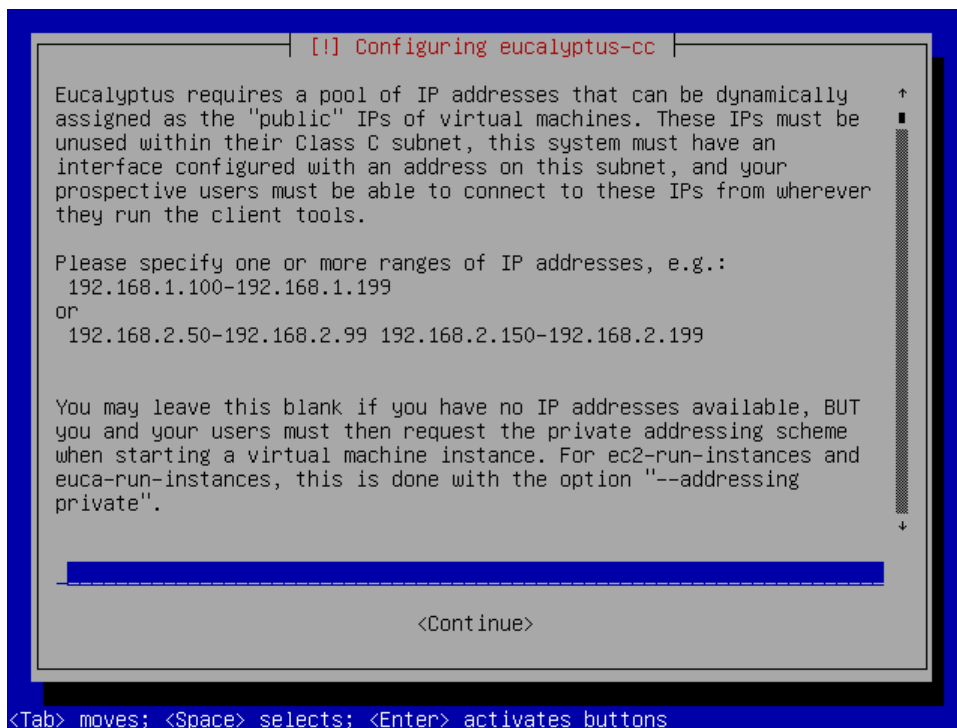 [!] Configuring eucalyptus-cc
Eucalyptus requires a pool of IP addresses that can be dynamically
assigned as the "public" IPs of virtual machines. These IPs must be
unused within their Class C subnet, this system must have an
interface configured with an address on this subnet, and your
prospective users must be able to connect to these IPs from wherever
they run the client tools.
Please specify one or more ranges of IP addresses, e.g.:
192.168.1.100-192.168.1.199
or
192.168.2.50-192.168.2.99 192.168.2.150-192.168.2.199
You may leave this blank if you have no IP addresses available, BUT
you and your users must then request the private addressing scheme
when starting a virtual machine instance. For ec2-run-instances and
euca-run-instances, this is done with the option "--addressing
private".
<Continue>
<Tab> moves; <Space> selects; <Enter> activates buttons